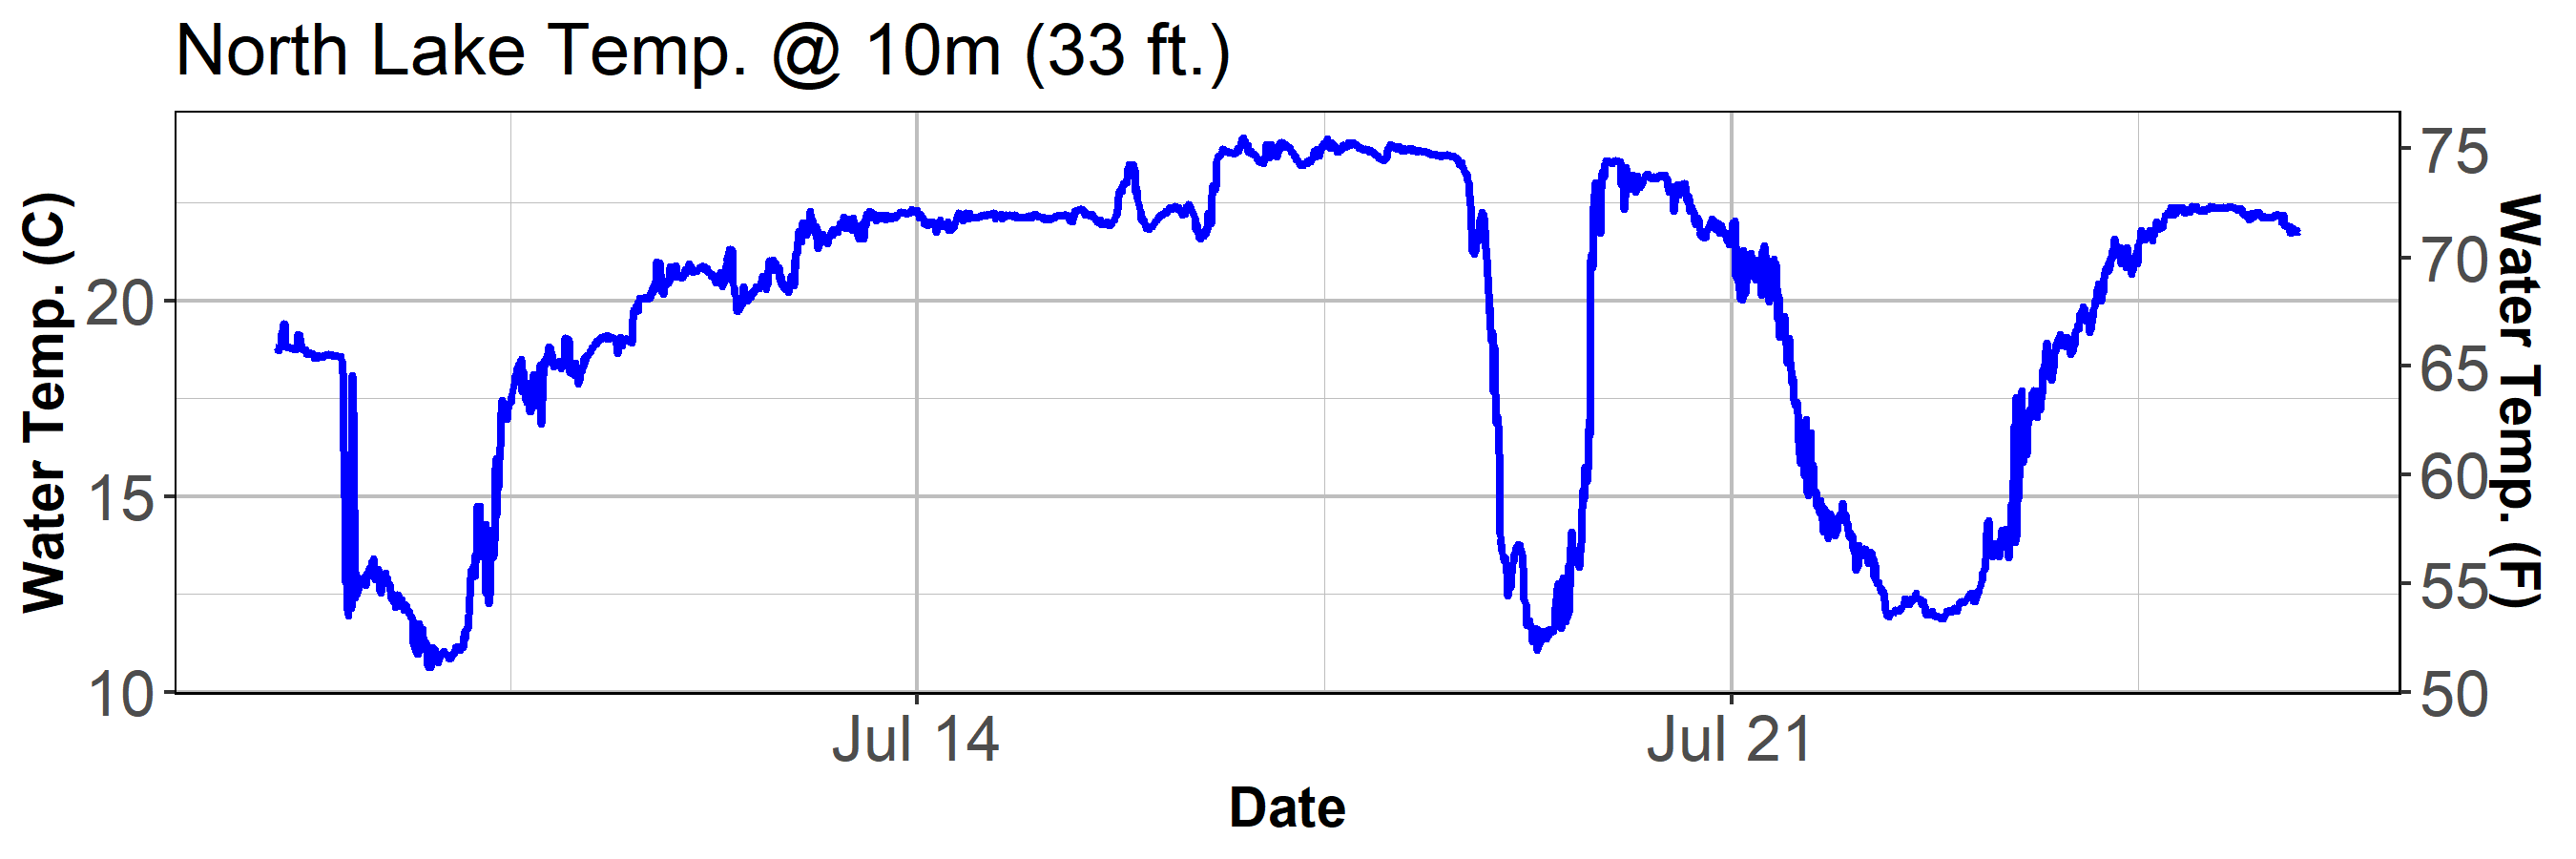 North Lake Temp. @ 10m (33 ft.)
Water Temp. (C)
20
15
10
75
70
65
60
55
50
Water Temp. (F)
Jul 14
Jul 21
Date